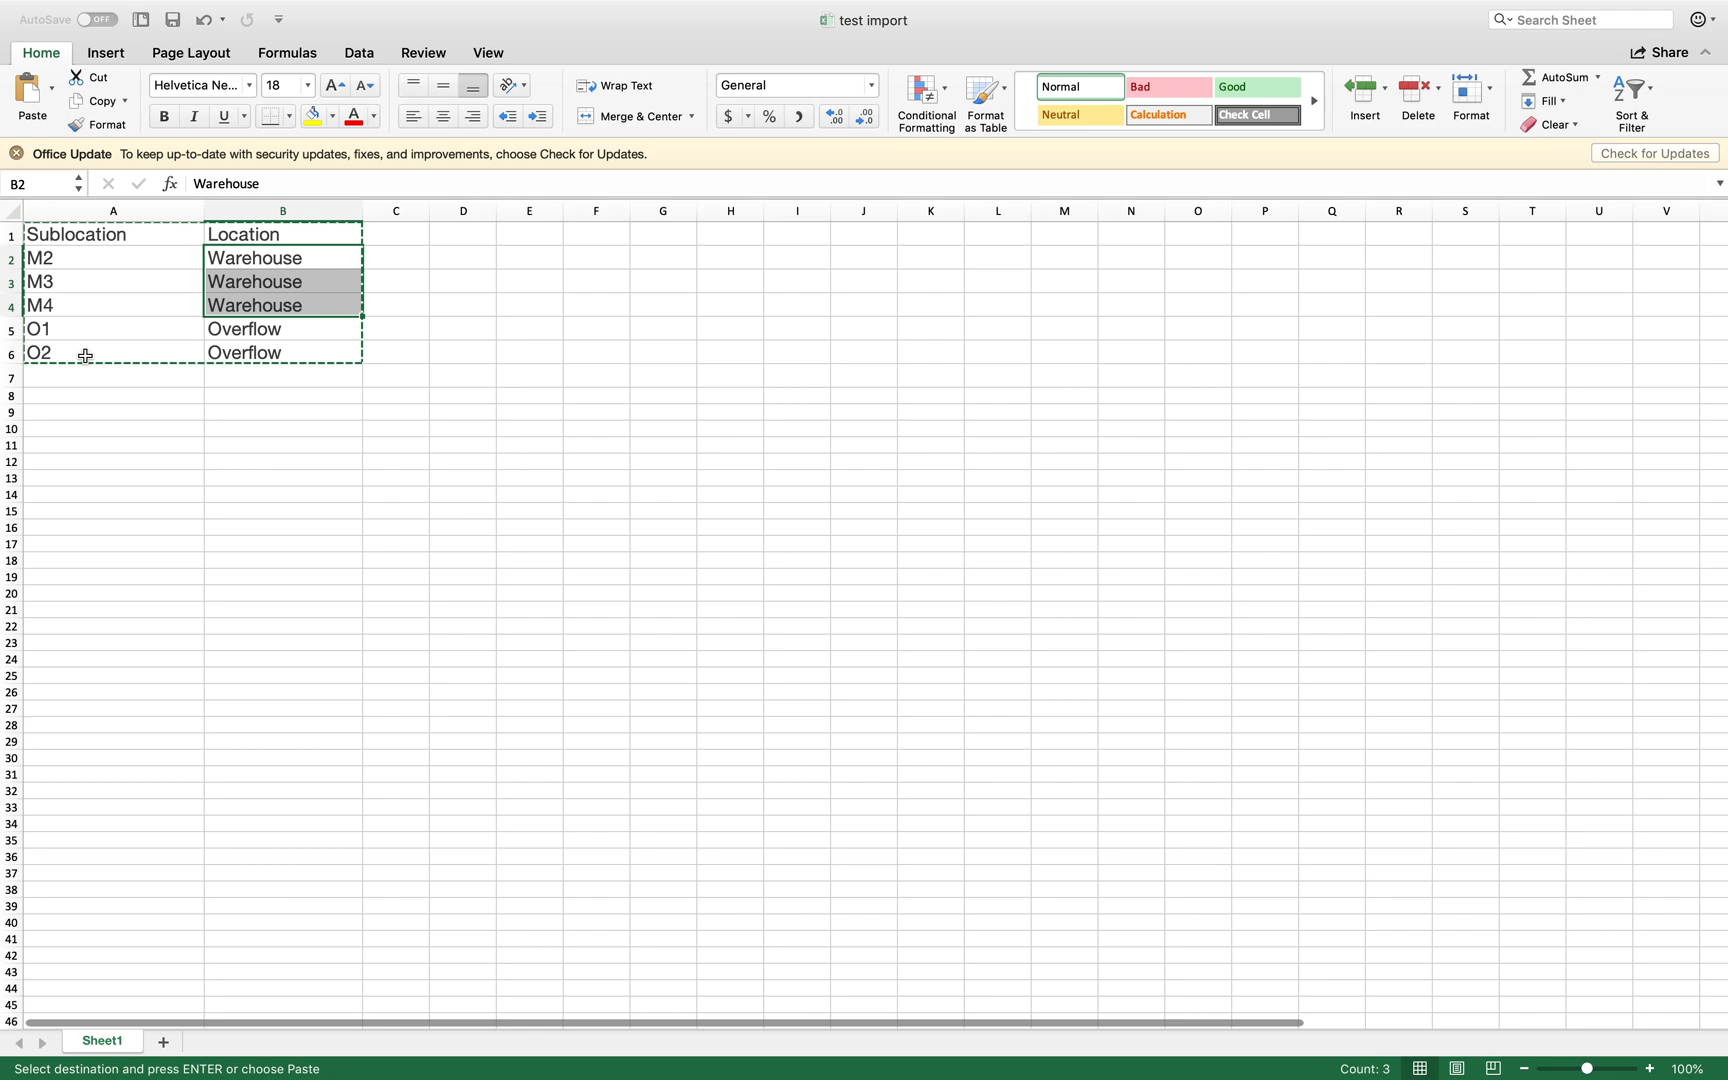 AutoSave OFF test import Search Sheet
Home Insert Page Layout Formulas Data Review View Share
Paste Cut Copy Format
Helvetica Ne... 18
B I U A
Wrap Text
Merge & Center
General
$ %
Conditional Formatting
Format as Table
Normal Bad Good
Neutral Calculation Check Cell
Insert Delete Format
AutoSum
Fill
Clear
Sort & Filter
Office Update To keep up-to-date with security updates, fixes, and improvements, choose Check for Updates. Check for Updates
B2 fx Warehouse
A B C D E F G H I J K L M N O P Q R S T U V
1 Sublocation Location
2 M2 Warehouse
3 M3 Warehouse
4 M4 Warehouse
5 O1 Overflow
6 O2 Overflow
7
8
9
10
11
12
13
14
15
16
17
18
19
20
21
22
23
24
25
26
27
28
29
30
31
32
33
34
35
36
37
38
39
40
41
42
43
44
45
46
Sheet1 +
Select destination and press ENTER or choose Paste Count: 3 100%